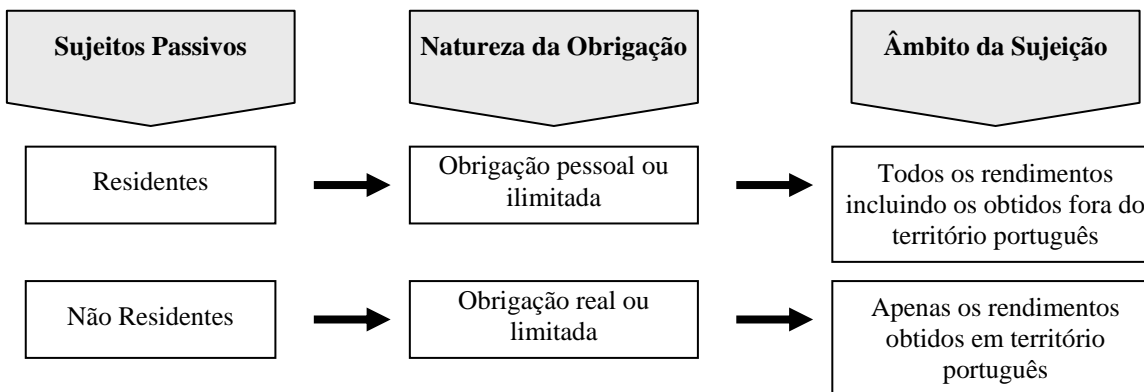 Sujeitos Passivos
Natureza da Obrigação
Âmbito da Sujeição
Residentes
Obrigação pessoal ou
ilimitada
Todos os rendimentos
incluindo os obtidos fora do
território português
Não Residentes
Obrigação real ou
limitada
Apenas os rendimentos
obtidos em território
português